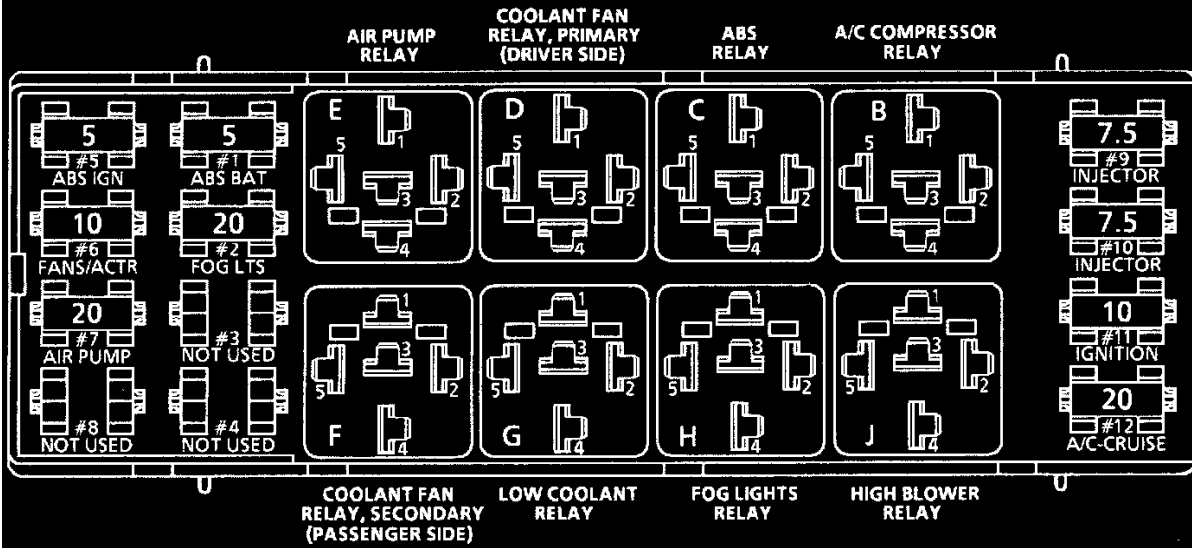 AIR PUMP
RELAY
COOLANT FAN
RELAY, PRIMARY
(DRIVER SIDE)
ABS
RELAY
A/C COMPRESSOR
RELAY
5
#5
ABS IGN
5
#1
ABS BAT
10
#6
FANS/ACTR
20
#2
FOG LTS
20
#7
AIR PUMP
#3
NOT USED
#8
NOT USED
#4
NOT USED
E
1
5
3
2
4
D
1
5
3
2
4
C
1
5
3
2
4
B
1
5
3
2
4
1
3
5
2
F
4
1
3
5
2
G
4
1
3
5
2
H
4
1
3
5
2
J
4
7.5
#9
INJECTOR
7.5
#10
INJECTOR
10
#11
IGNITION
20
#12
A/C-CRUISE
COOLANT FAN
RELAY, SECONDARY
(PASSENGER SIDE)
LOW COOLANT
RELAY
FOG LIGHTS
RELAY
HIGH BLOWER
RELAY